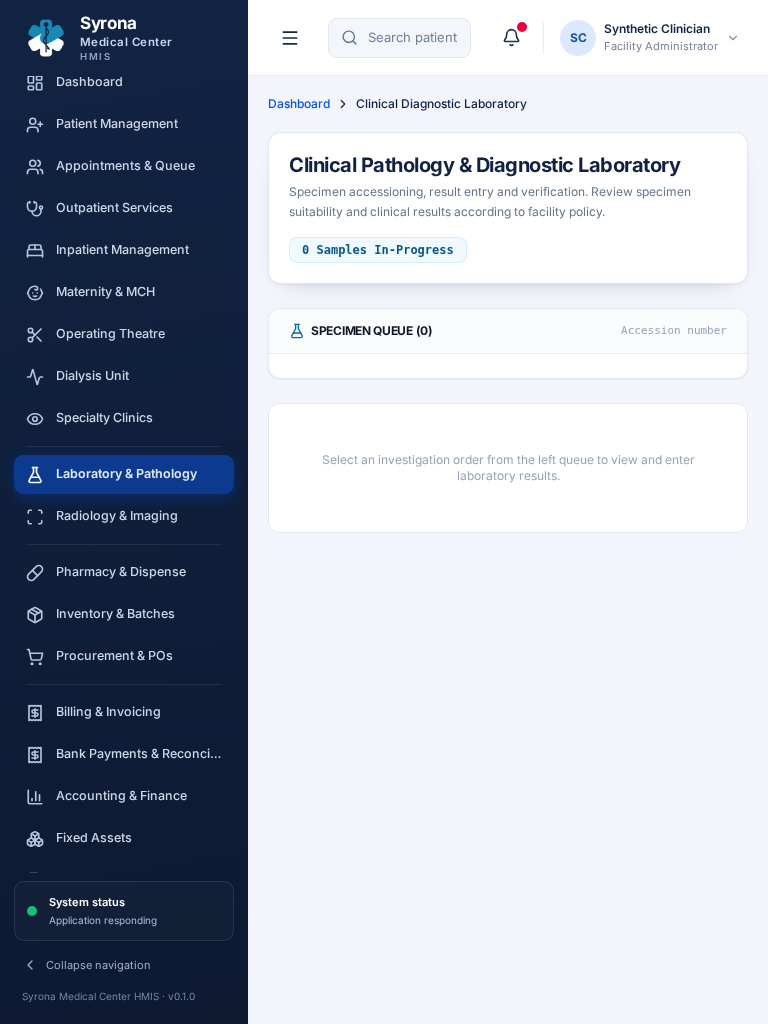 Syrona
Medical Center
HMIS
Dashboard
Patient Management
Appointments & Queue
Outpatient Services
Inpatient Management
Maternity & MCH
Operating Theatre
Dialysis Unit
Specialty Clinics
Laboratory & Pathology
Radiology & Imaging
Pharmacy & Dispense
Inventory & Batches
Procurement & POs
Billing & Invoicing
Bank Payments & Reconci...
Accounting & Finance
Fixed Assets
System status
Application responding
Collapse navigation
Syrona Medical Center HMIS · v0.1.0
Search patient
SC
Synthetic Clinician
Facility Administrator
Dashboard > Clinical Diagnostic Laboratory
Clinical Pathology & Diagnostic Laboratory
Specimen accessioning, result entry and verification. Review specimen
suitability and clinical results according to facility policy.
0 Samples In-Progress
SPECIMEN QUEUE (0)
Accession number
Select an investigation order from the left queue to view and enter
laboratory results.